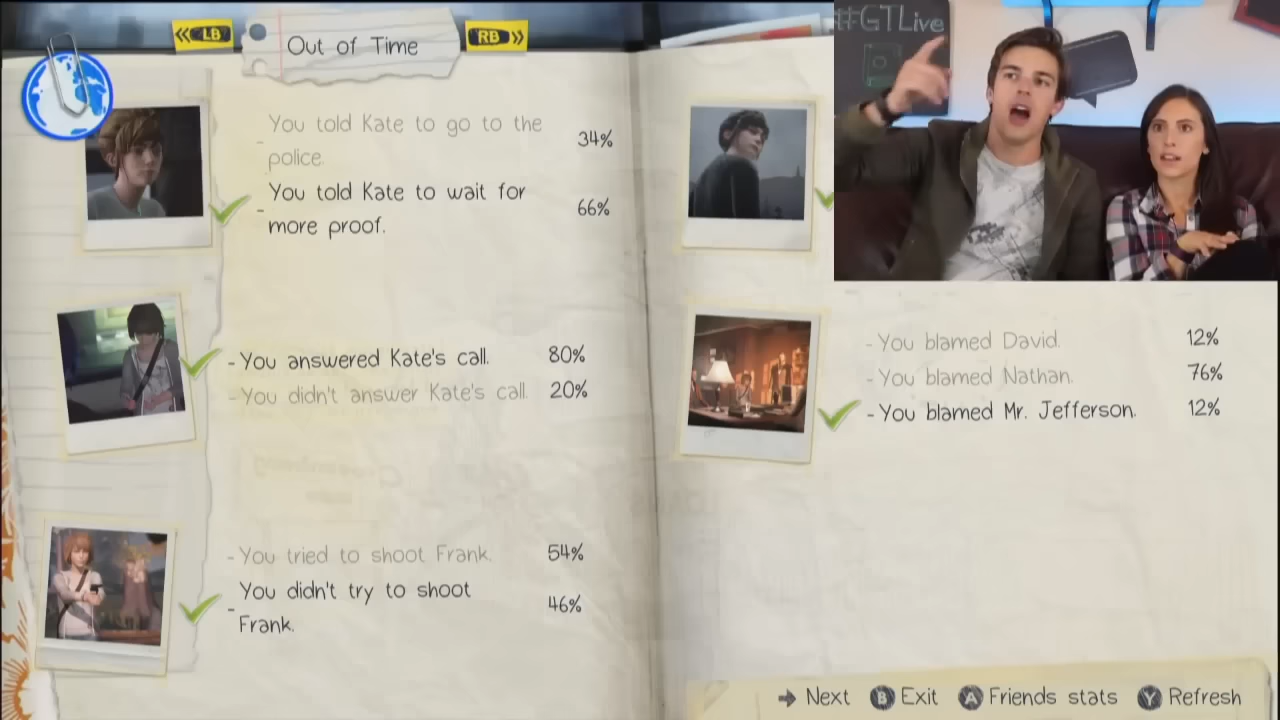 LB
Out of Time
RB
#GTLive
You told Kate to go to the
- police. 34%
You told Kate to wait for
- more proof. 66%
- You answered Kate's call. 80%
- You didn't answer Kate's call. 20%
- You tried to shoot Frank. 54%
You didn't try to shoot
- Frank. 46%
- You blamed David. 12%
- You blamed Nathan. 76%
- You blamed Mr. Jefferson. 12%
Next B Exit A Friends stats Y Refresh